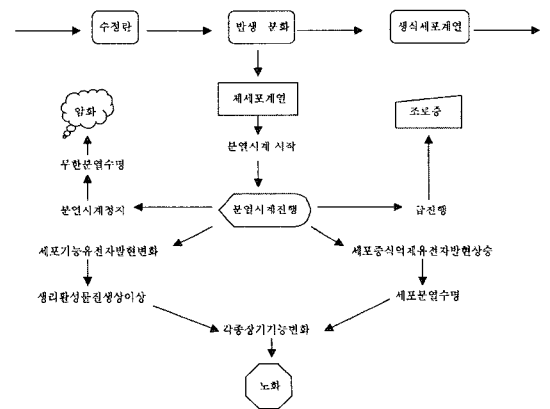 수정란
발생 분화
생식세포계열
체세포계열
암화
조로증
분열시계 시작
무한분열수명
분열시계정지
분열시계진행
급진행
세포기능유전자발현변화
세포증식억제유전자발현상승
생리활성물질생상이상
세포분열수명
각종장기기능변화
노화